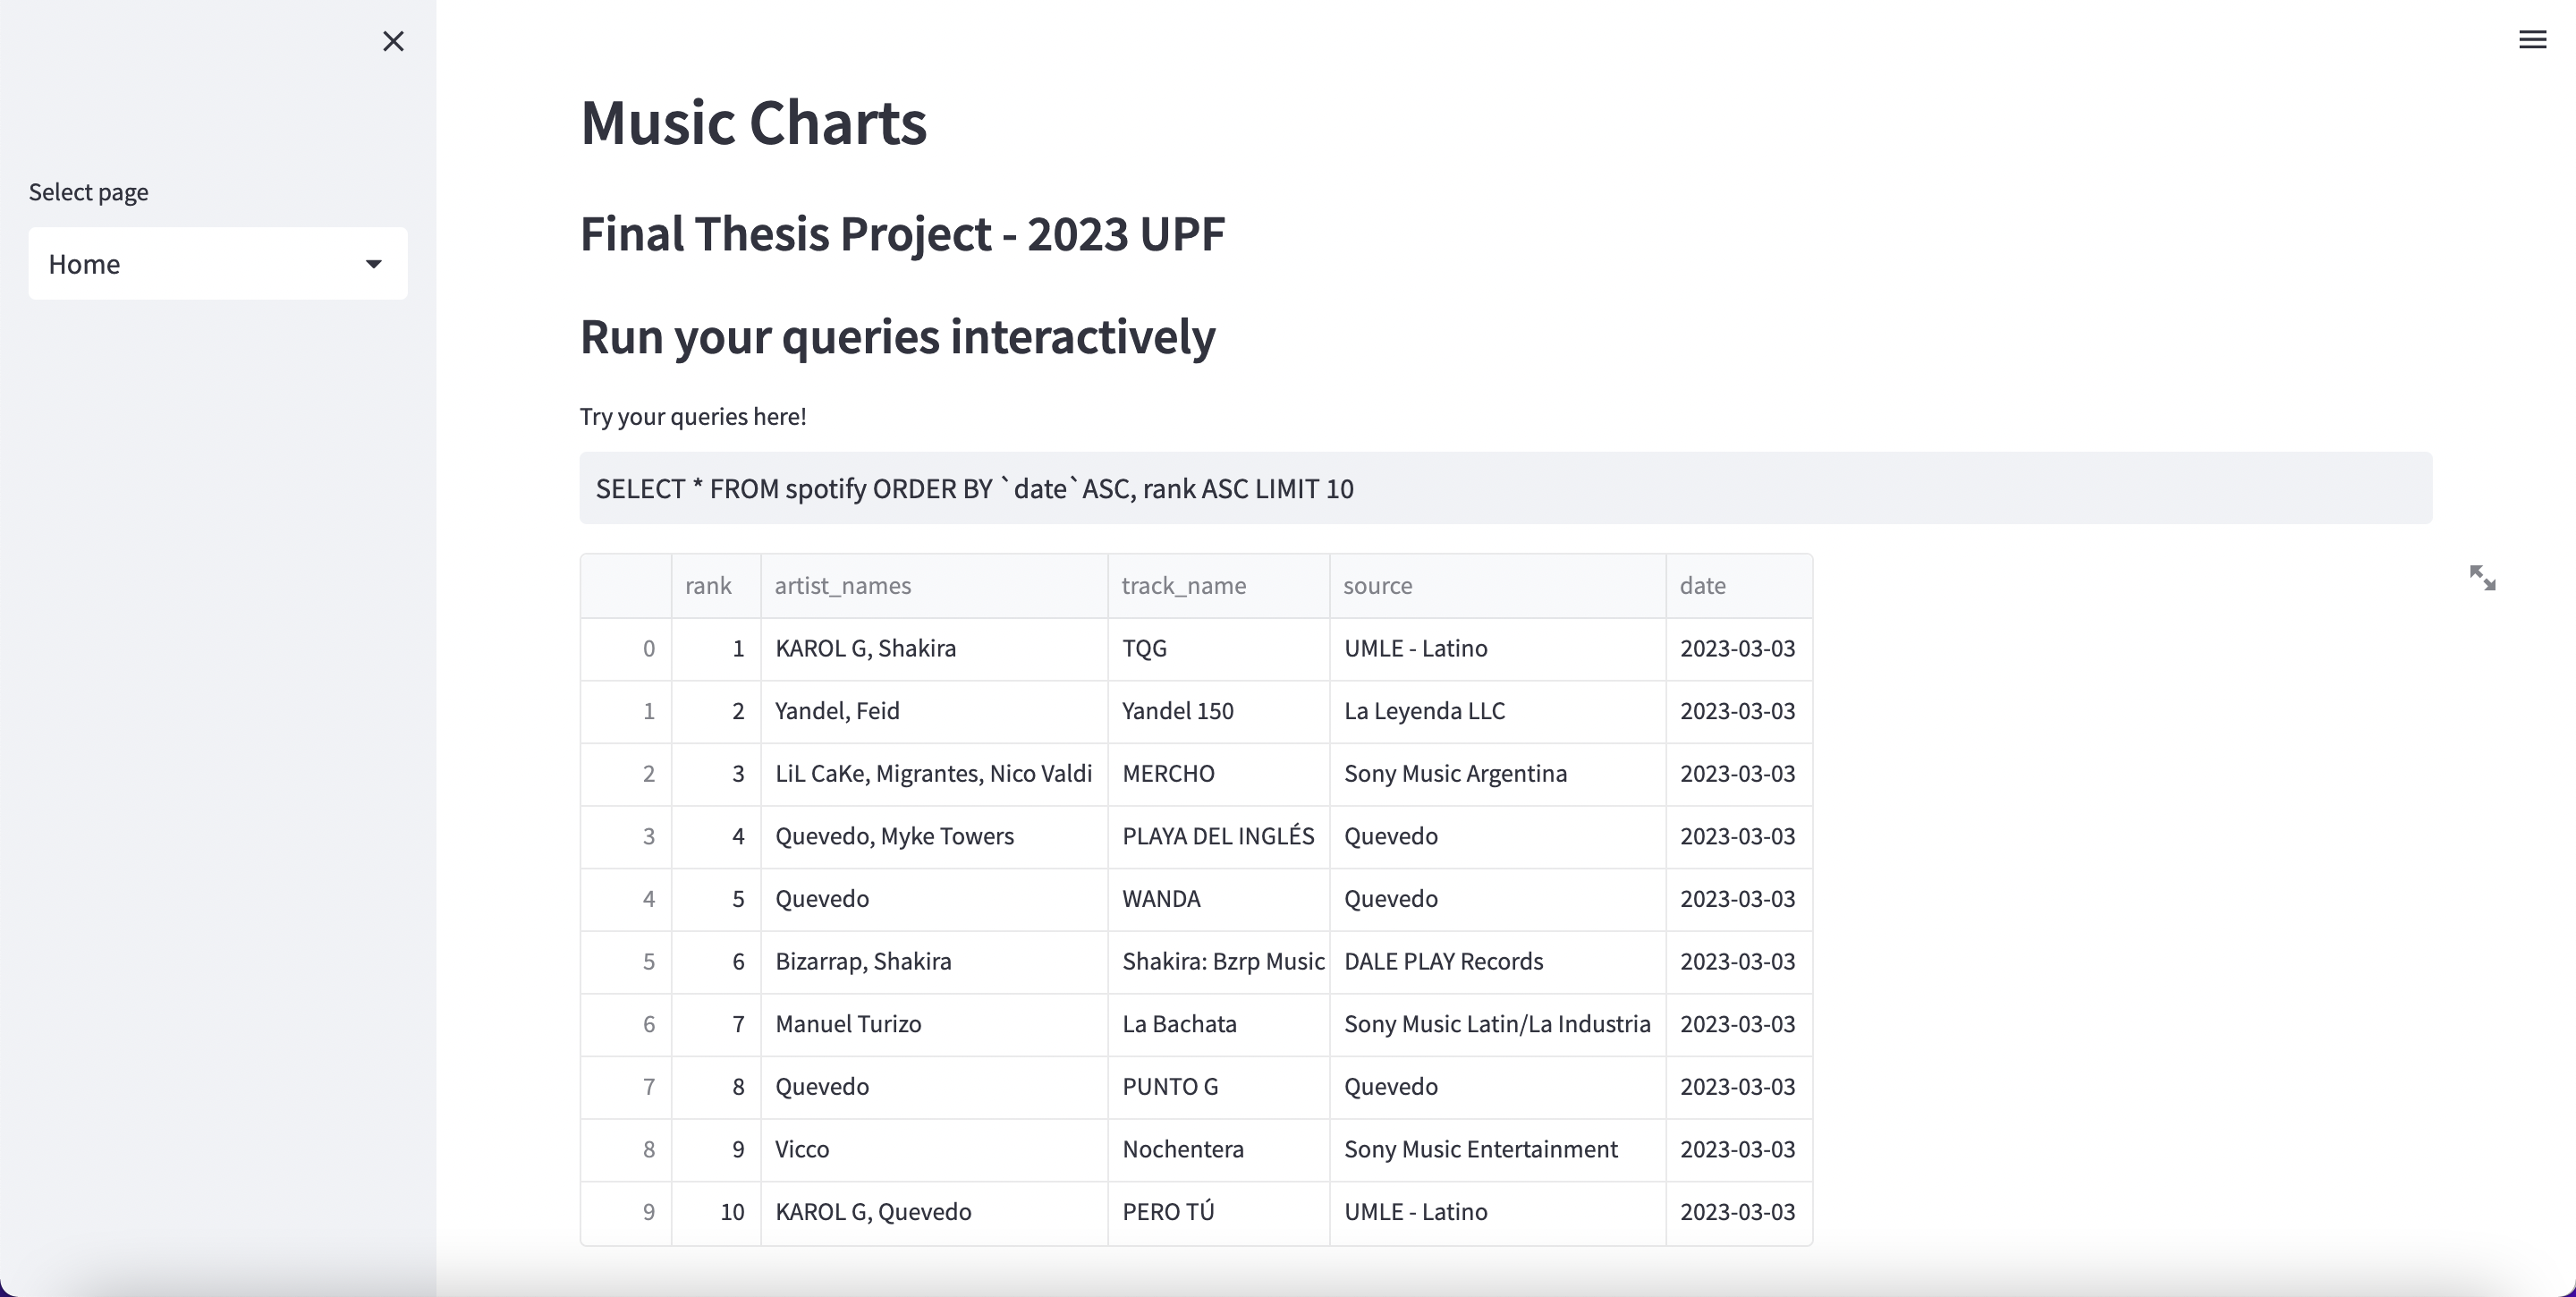 Select page
Home
Music Charts
Final Thesis Project - 2023 UPF
Run your queries interactively
Try your queries here!
SELECT * FROM spotify ORDER BY `date`ASC, rank ASC LIMIT 10
rank artist_names track_name source date
0 1 KAROL G, Shakira TQG UMLE - Latino 2023-03-03
1 2 Yandel, Feid Yandel 150 La Leyenda LLC 2023-03-03
2 3 LiL CaKe, Migrantes, Nico Valdi MERCHO Sony Music Argentina 2023-03-03
3 4 Quevedo, Myke Towers PLAYA DEL INGLÉS Quevedo 2023-03-03
4 5 Quevedo WANDA Quevedo 2023-03-03
5 6 Bizarrap, Shakira Shakira: Bzrp Music DALE PLAY Records 2023-03-03
6 7 Manuel Turizo La Bachata Sony Music Latin/La Industria 2023-03-03
7 8 Quevedo PUNTO G Quevedo 2023-03-03
8 9 Vicco Nochentera Sony Music Entertainment 2023-03-03
9 10 KAROL G, Quevedo PERO TÚ UMLE - Latino 2023-03-03